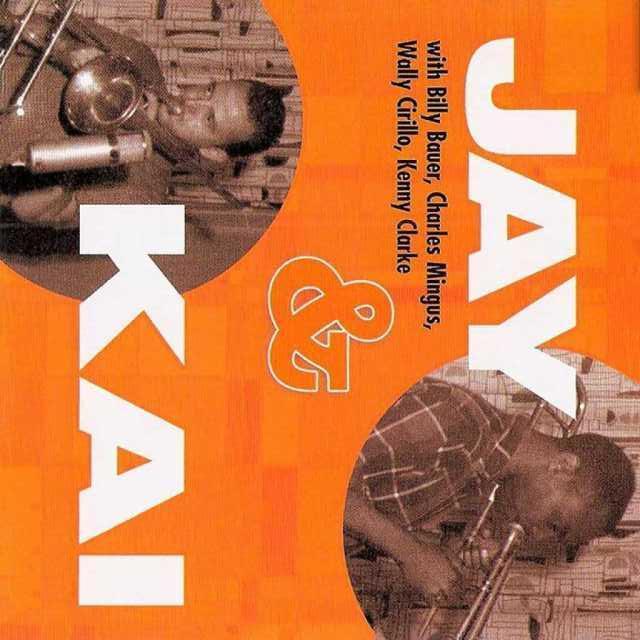 JAY
with Billy Bauer, Charles Mingus,
Wally Cirillo, Kenny Clarke
&
KAI